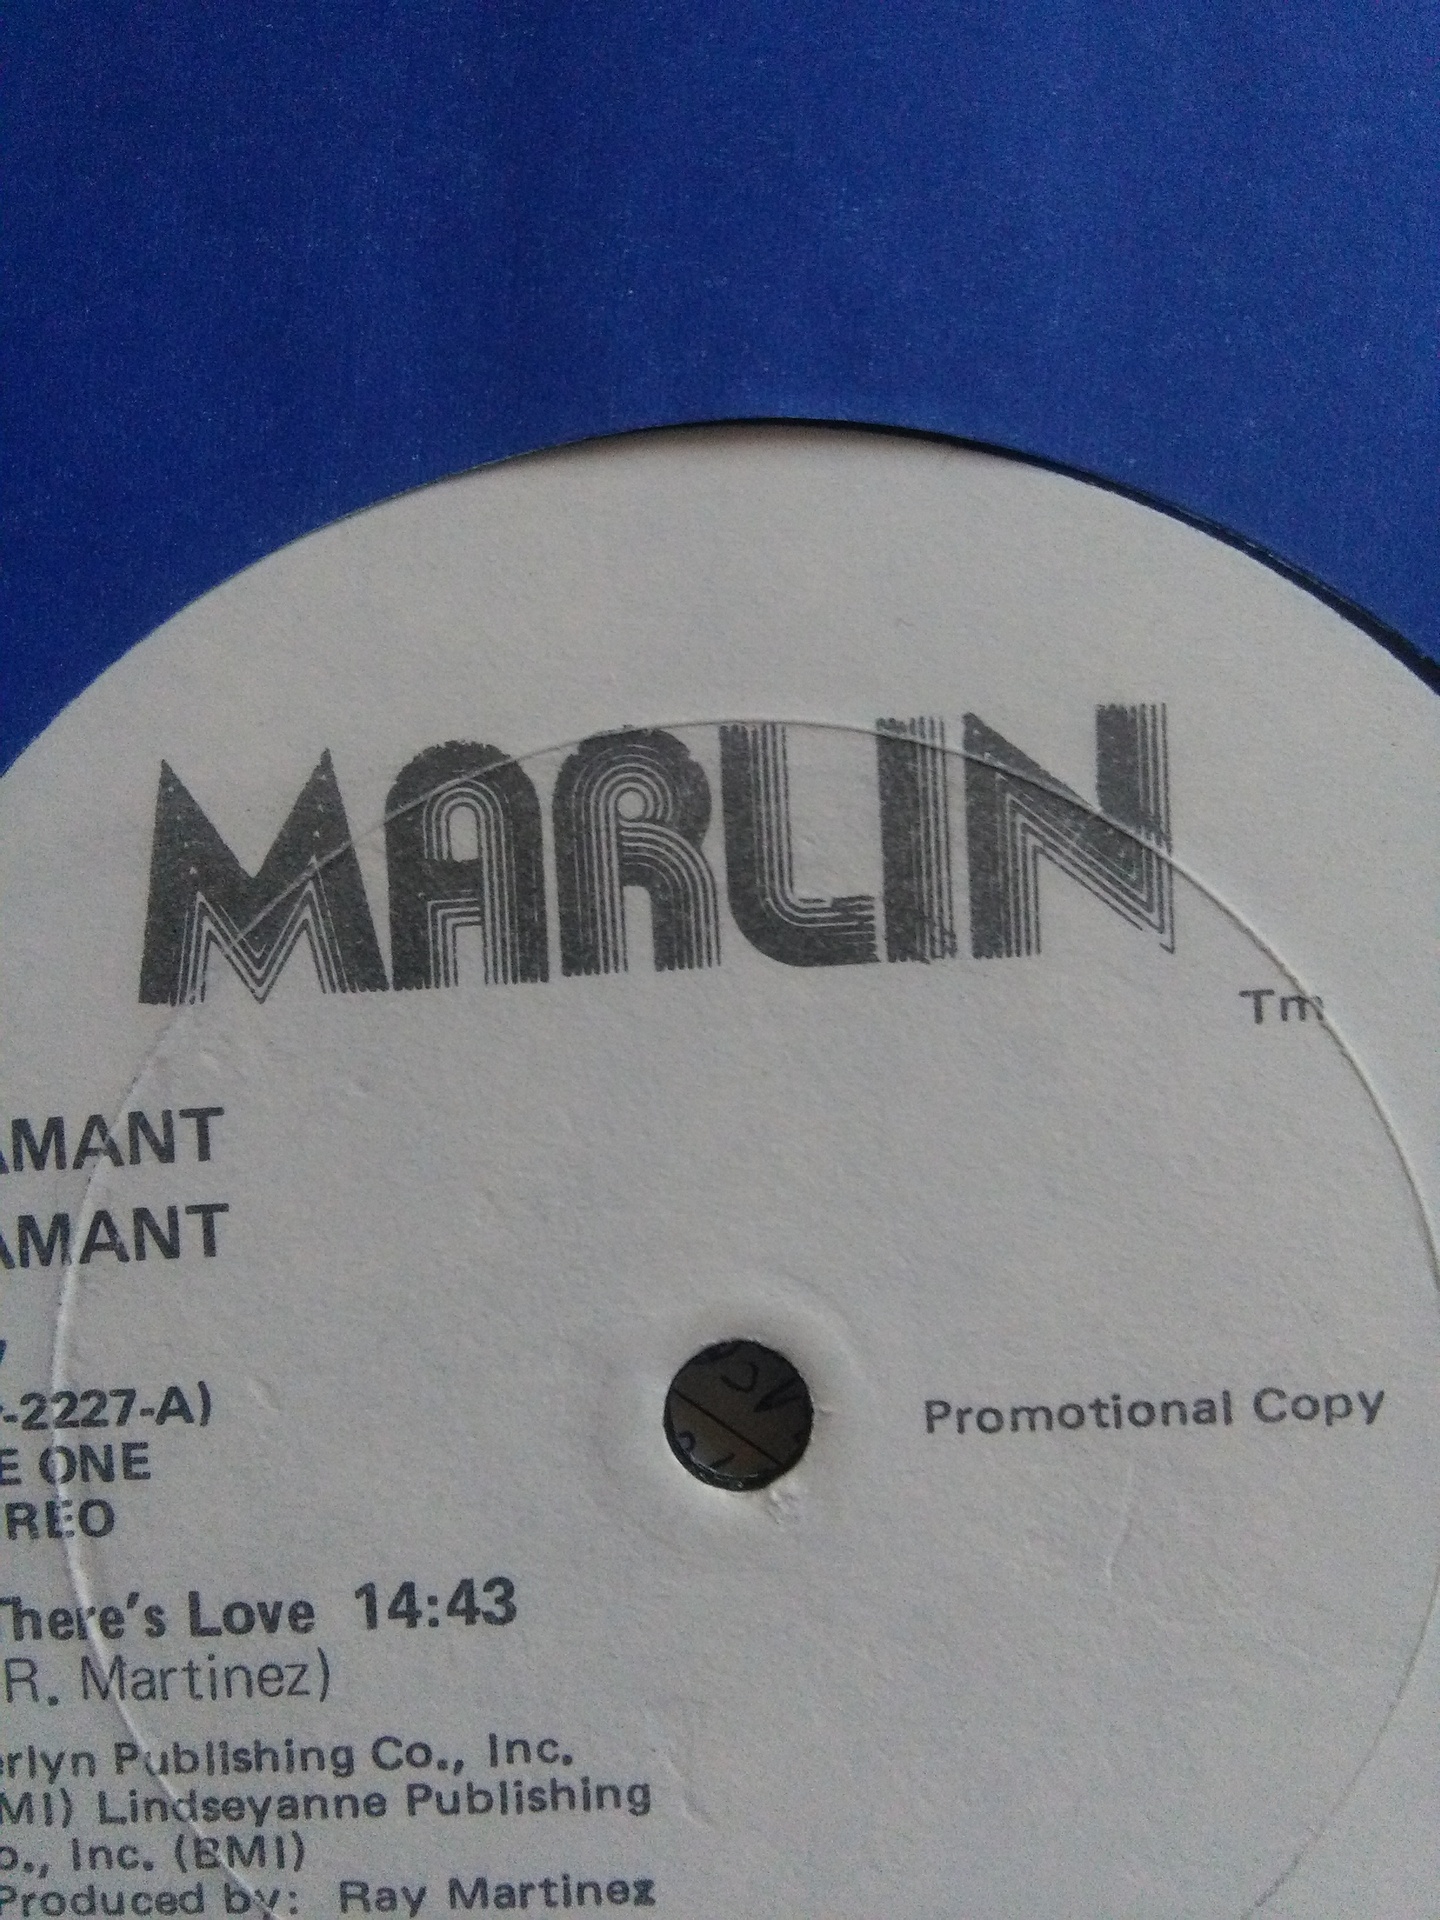 MARLIN
Tm
AMANT
AMANT
-2227-A)
E ONE
REO
Promotional Copy
There's Love 14:43
R. Martinez)
erlyn Publishing Co., Inc.
MI) Lindseyanne Publishing
o., Inc. (BMI)
Produced by: Ray Martinez